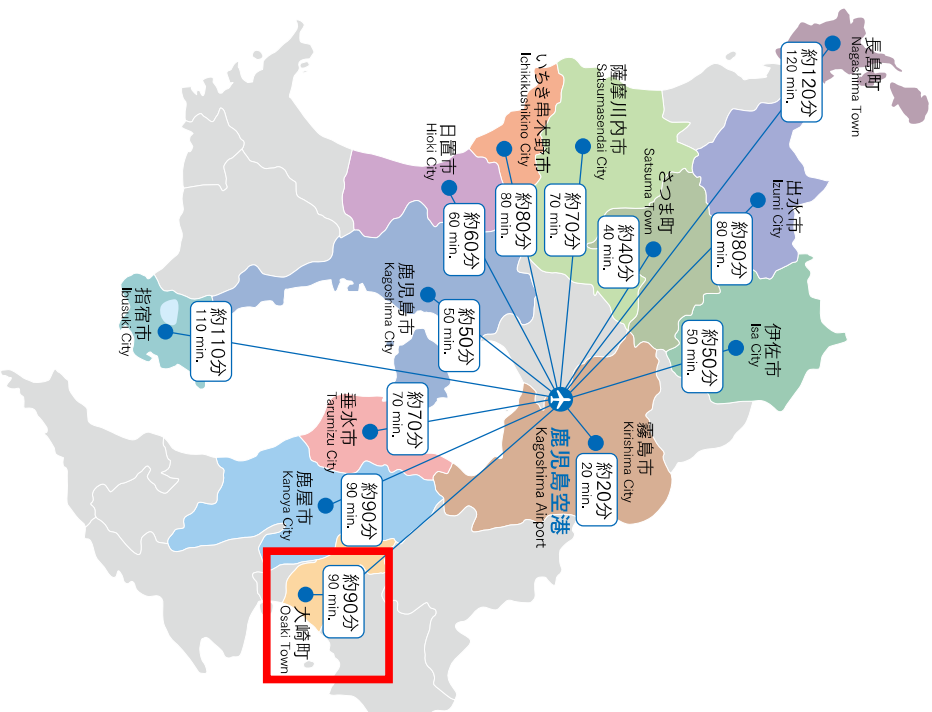 長島町
Nagashima Town
約120分
120 min.
出水市
Izumi City
約80分
80 min.
伊佐市
Isa City
約50分
50 min.
さつま町
Satsuma Town
約40分
40 min.
薩摩川内市
Satsumasendai City
約70分
70 min.
いちき串木野市
Ichikikushikino City
約80分
80 min.
日置市
Hioki City
約60分
60 min.
鹿児島市
Kagoshima City
約50分
50 min.
霧島市
Kirishima City
約20分
20 min.
鹿児島空港
Kagoshima Airport
指宿市
Ibusuki City
約110分
110 min.
垂水市
Tarumizu City
約70分
70 min.
鹿屋市
Kanoya City
約90分
90 min.
大崎町
Osaki Town
約90分
90 min.